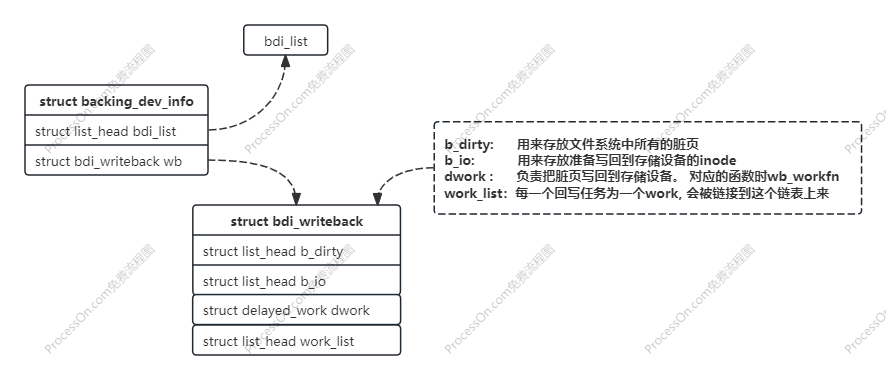 bdi_list
struct backing_dev_info
struct list_head bdi_list
struct bdi_writeback wb
b_dirty: 用来存放文件系统中所有的脏页
b_io: 用来存放准备写回到存储设备的inode
dwork : 负责把脏页写回到存储设备。 对应的函数时wb_workfn
work_list: 每一个回写任务为一个work, 会被链接到这个链表上来
struct bdi_writeback
struct list_head b_dirty
struct list_head b_io
struct delayed_work dwork
struct list_head work_list
ProcessOn.com免费流程图
ProcessOn.com免费流程图
ProcessOn.com免费流程图
ProcessOn.com免费流程图
ProcessOn.com免费流程图
ProcessOn.com免费流程图
ProcessOn.com免费流程图
ProcessOn.com免费流程图